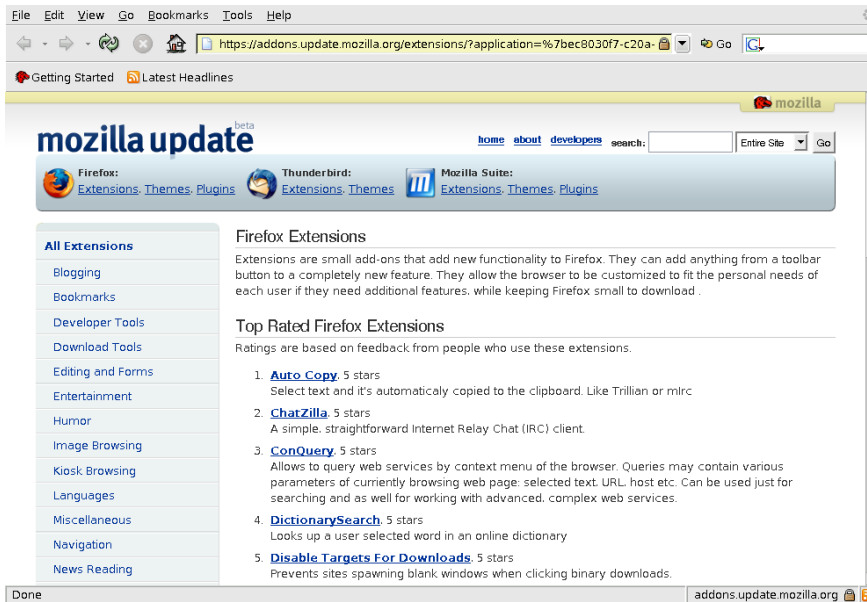 File Edit View Go Bookmarks Tools Help
https://addons.update.mozilla.org/extensions/?application=%7bec8030f7-c20a- Go G
Getting Started Latest Headlines
mozilla
mozilla update beta
home about developers search: Entire Site Go
Firefox:
Extensions, Themes, Plugins
Thunderbird:
Extensions, Themes
Mozilla Suite:
Extensions, Themes, Plugins
All Extensions
Blogging
Bookmarks
Developer Tools
Download Tools
Editing and Forms
Entertainment
Humor
Image Browsing
Kiosk Browsing
Languages
Miscellaneous
Navigation
News Reading
Firefox Extensions
Extensions are small add-ons that add new functionality to Firefox. They can add anything from a toolbar
button to a completely new feature. They allow the browser to be customized to fit the personal needs of
each user if they need additional features, while keeping Firefox small to download .
Top Rated Firefox Extensions
Ratings are based on feedback from people who use these extensions.
1. Auto Copy, 5 stars
Select text and it's automaticaly copied to the clipboard. Like Trillian or mIrc
2. ChatZilla, 5 stars
A simple, straightforward Internet Relay Chat (IRC) client.
3. ConQuery, 5 stars
Allows to query web services by context menu of the browser. Queries may contain various
parameters of currently browsing web page: selected text, URL, host etc. Can be used just for
searching and as well for working with advanced, complex web services.
4. DictionarySearch, 5 stars
Looks up a user selected word in an online dictionary
5. Disable Targets For Downloads, 5 stars
Prevents sites spawning blank windows when clicking binary downloads.
Done addons.update.mozilla.org